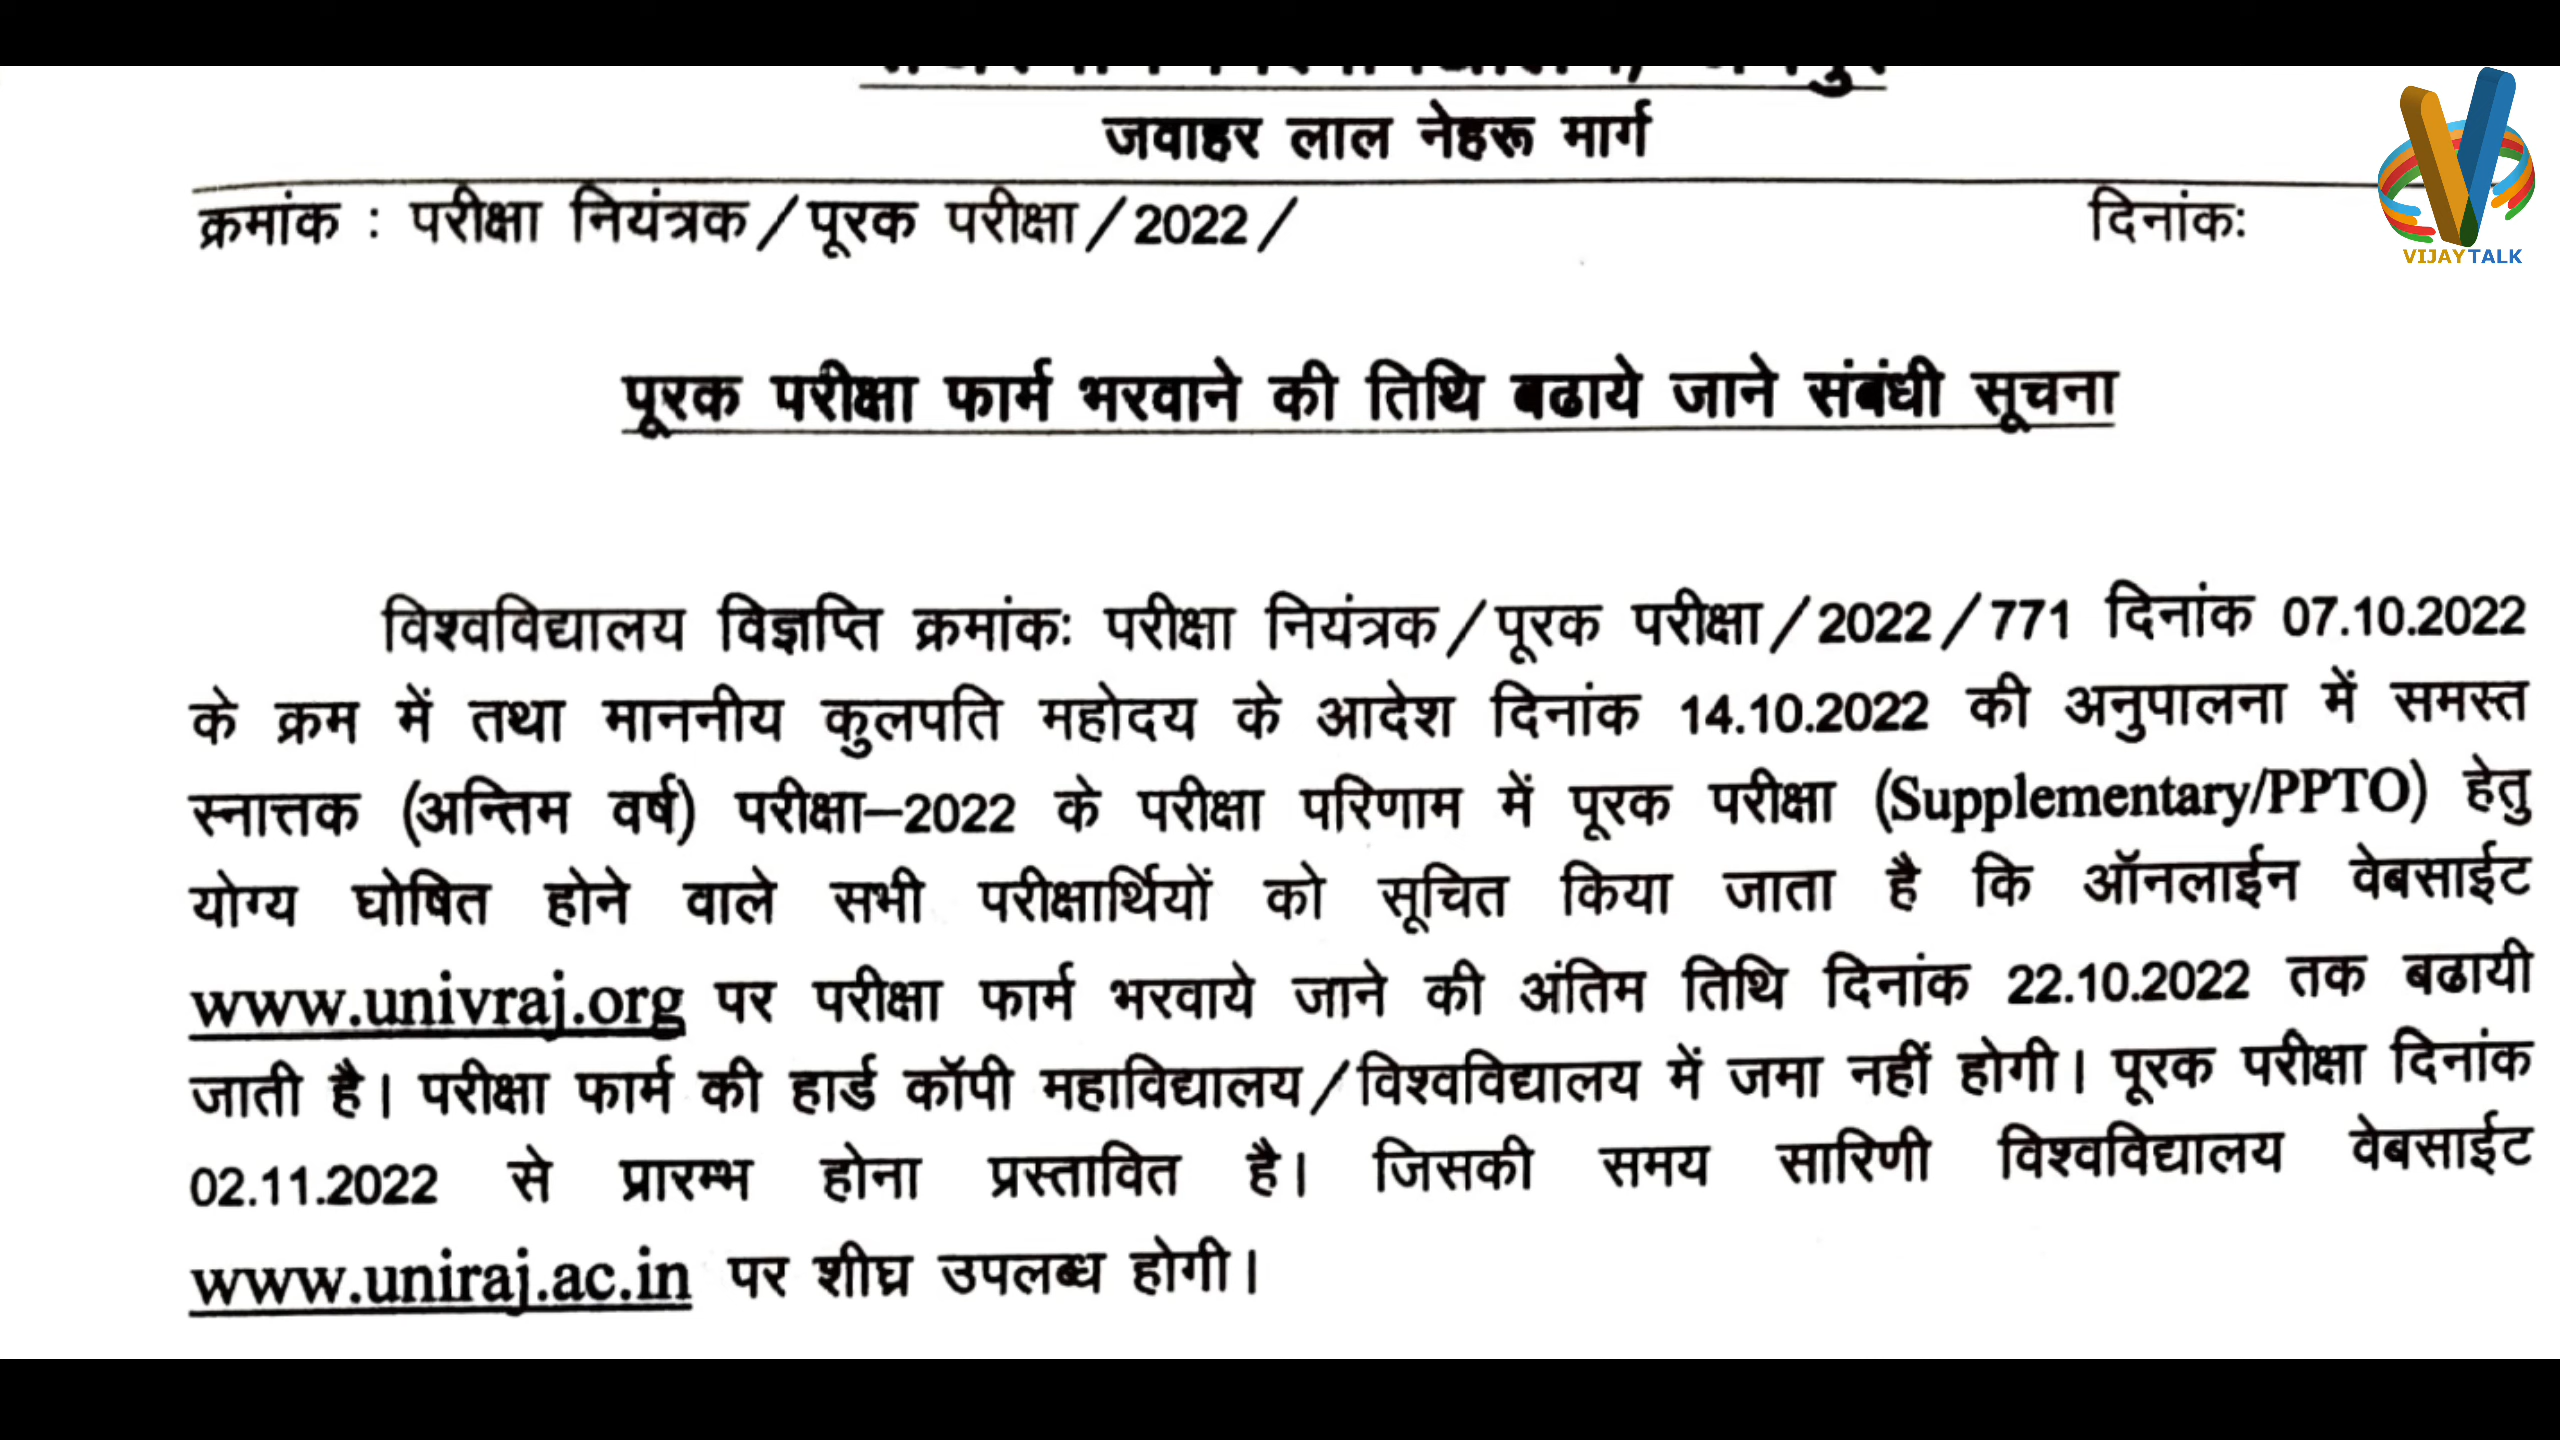 जवाहर लाल नेहरू मार्ग
क्रमांक : परीक्षा नियंत्रक/पूरक परीक्षा/2022/ दिनांकः
VIJAYTALK
पूरक परीक्षा फार्म भरवाने की तिथि बढाये जाने संबंधी सूचना
विश्वविद्यालय विज्ञप्ति क्रमांकः परीक्षा नियंत्रक/पूरक परीक्षा/2022/771 दिनांक 07.10.2022
के क्रम में तथा माननीय कुलपति महोदय के आदेश दिनांक 14.10.2022 की अनुपालना में समस्त
स्नात्तक (अन्तिम वर्ष) परीक्षा–2022 के परीक्षा परिणाम में पूरक परीक्षा (Supplementary/PPTO) हेतु
योग्य घोषित होने वाले सभी परीक्षार्थियों को सूचित किया जाता है कि ऑनलाईन वेबसाईट
www.univraj.org पर परीक्षा फार्म भरवाये जाने की अंतिम तिथि दिनांक 22.10.2022 तक बढायी
जाती है। परीक्षा फार्म की हार्ड कॉपी महाविद्यालय/विश्वविद्यालय में जमा नहीं होगी। पूरक परीक्षा दिनांक
02.11.2022 से प्रारम्भ होना प्रस्तावित है। जिसकी समय सारिणी विश्वविद्यालय वेबसाईट
www.uniraj.ac.in पर शीघ्र उपलब्ध होगी।